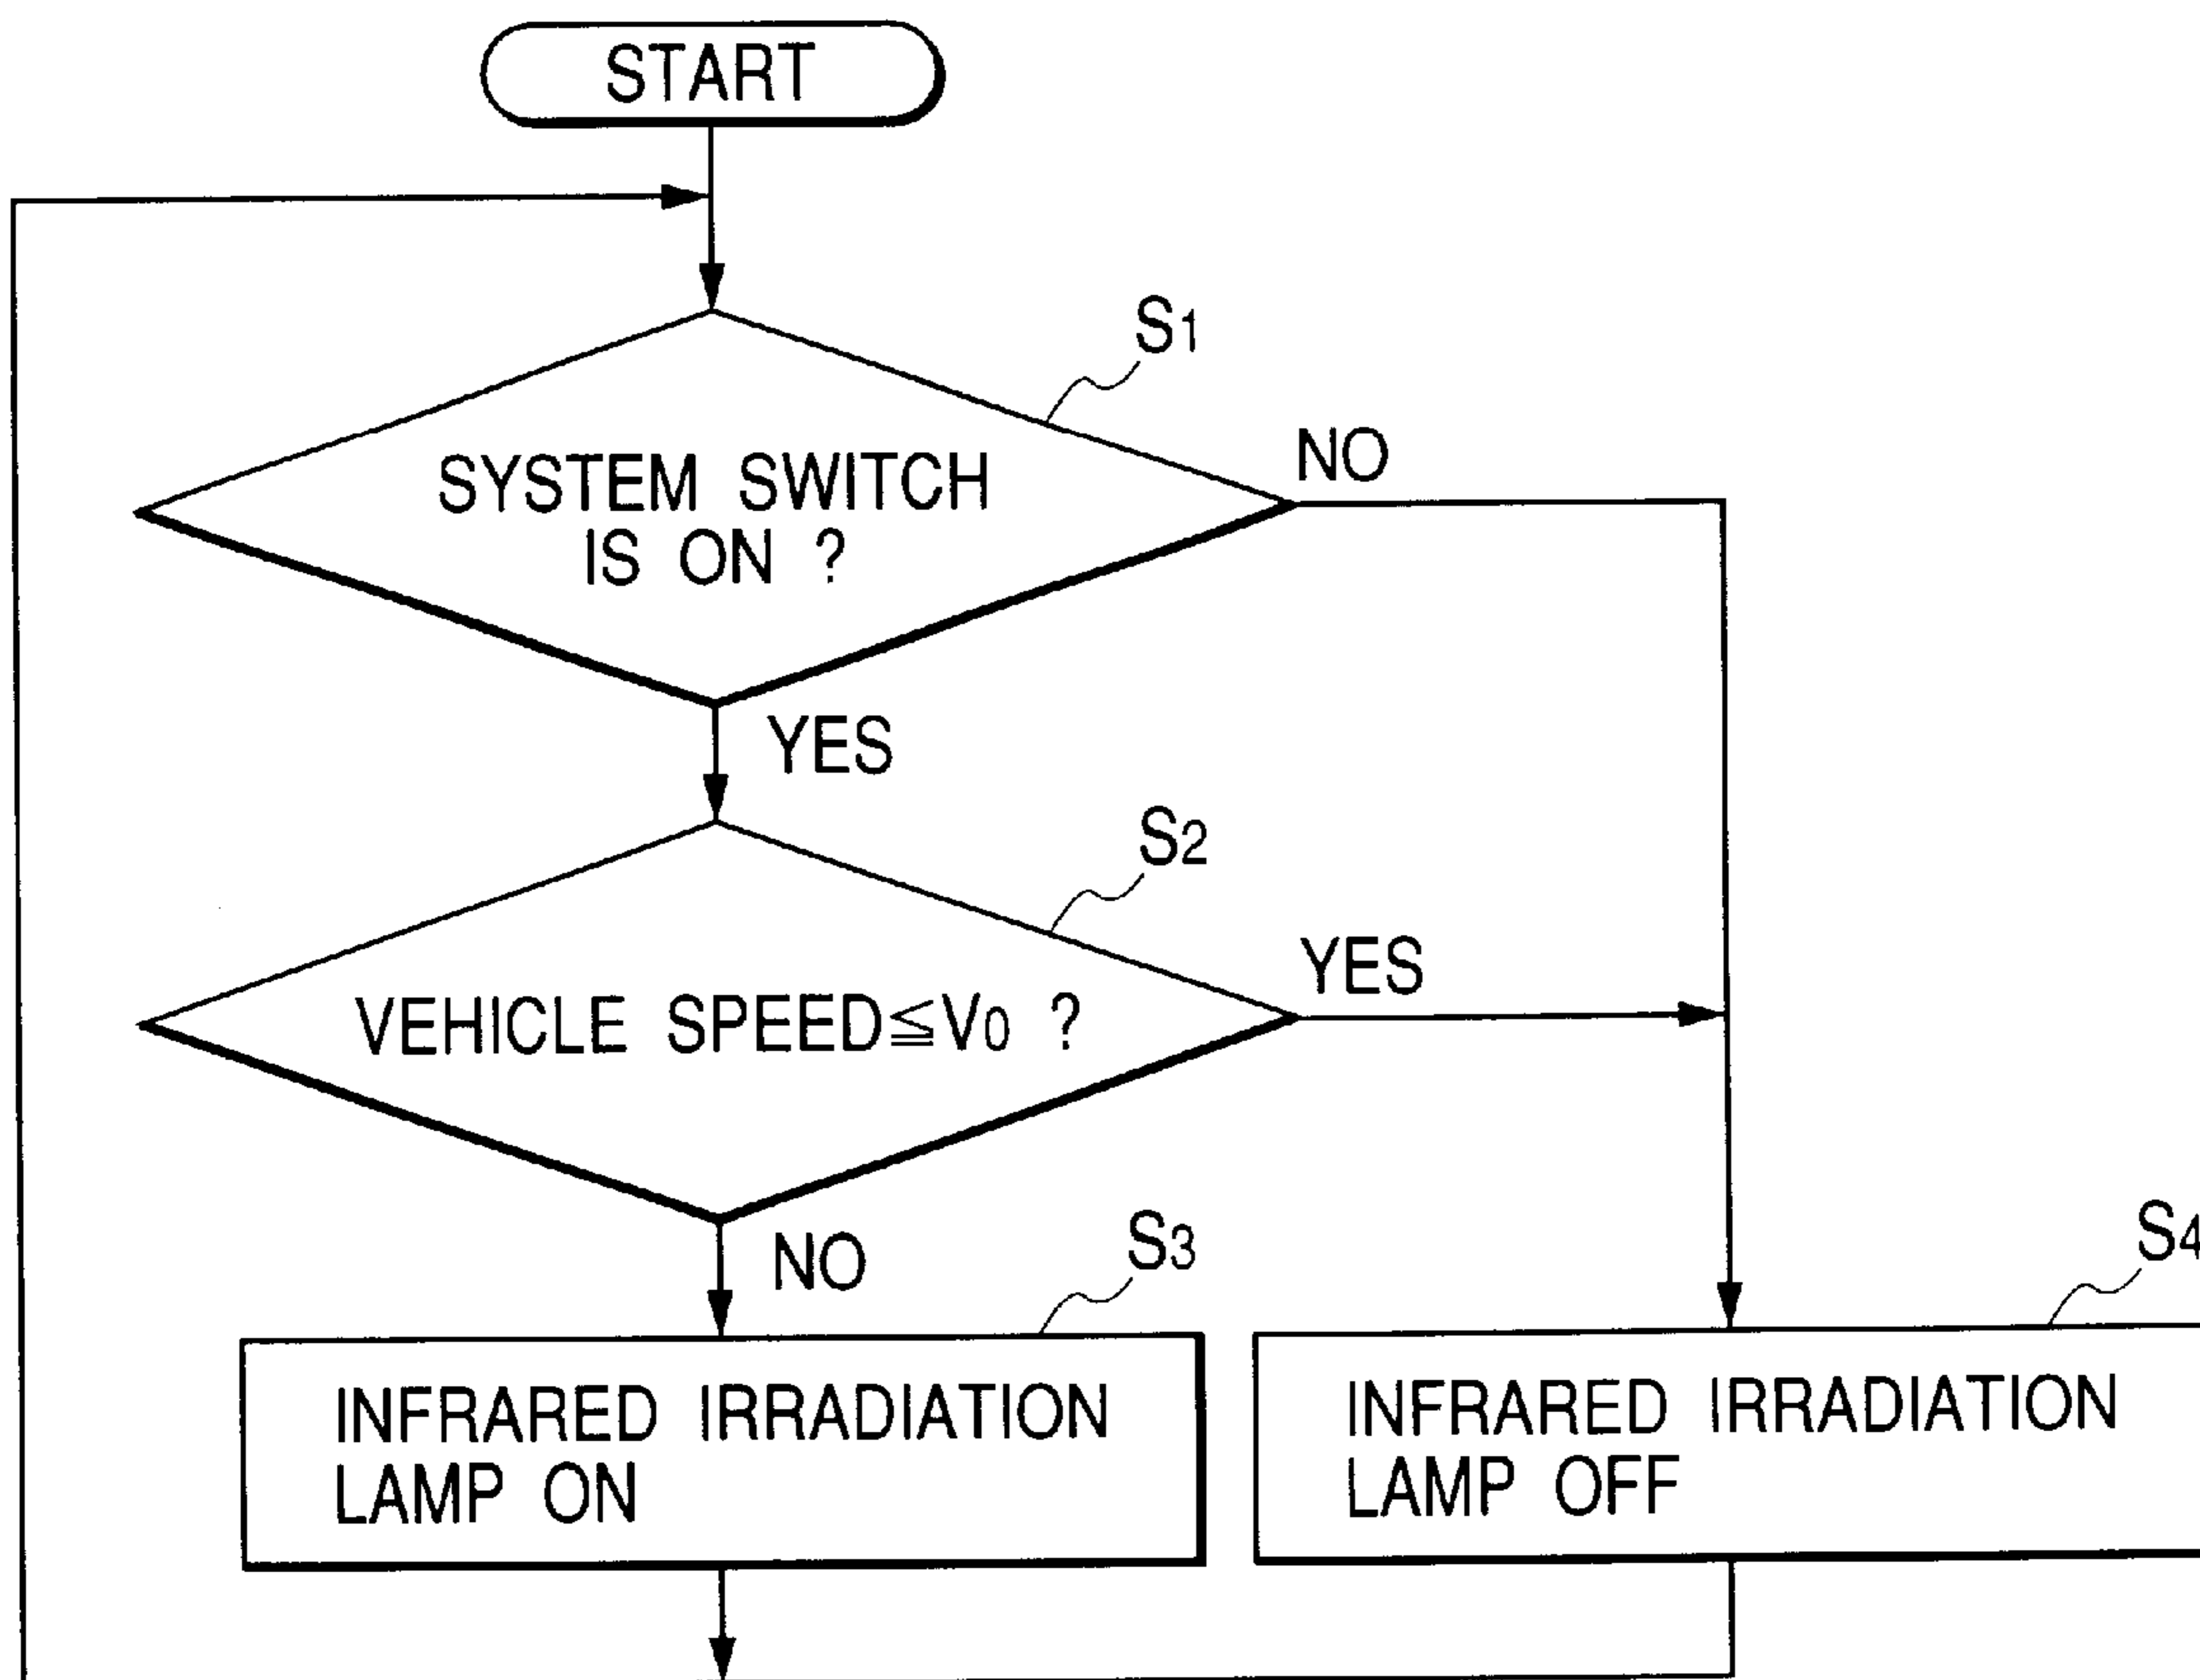 START
S1
NO
SYSTEM SWITCH
IS ON ?
YES
S2
YES
VEHICLE SPEED≦V0 ?
NO
S3
S4
INFRARED IRRADIATION
LAMP ON
INFRARED IRRADIATION
LAMP OFF